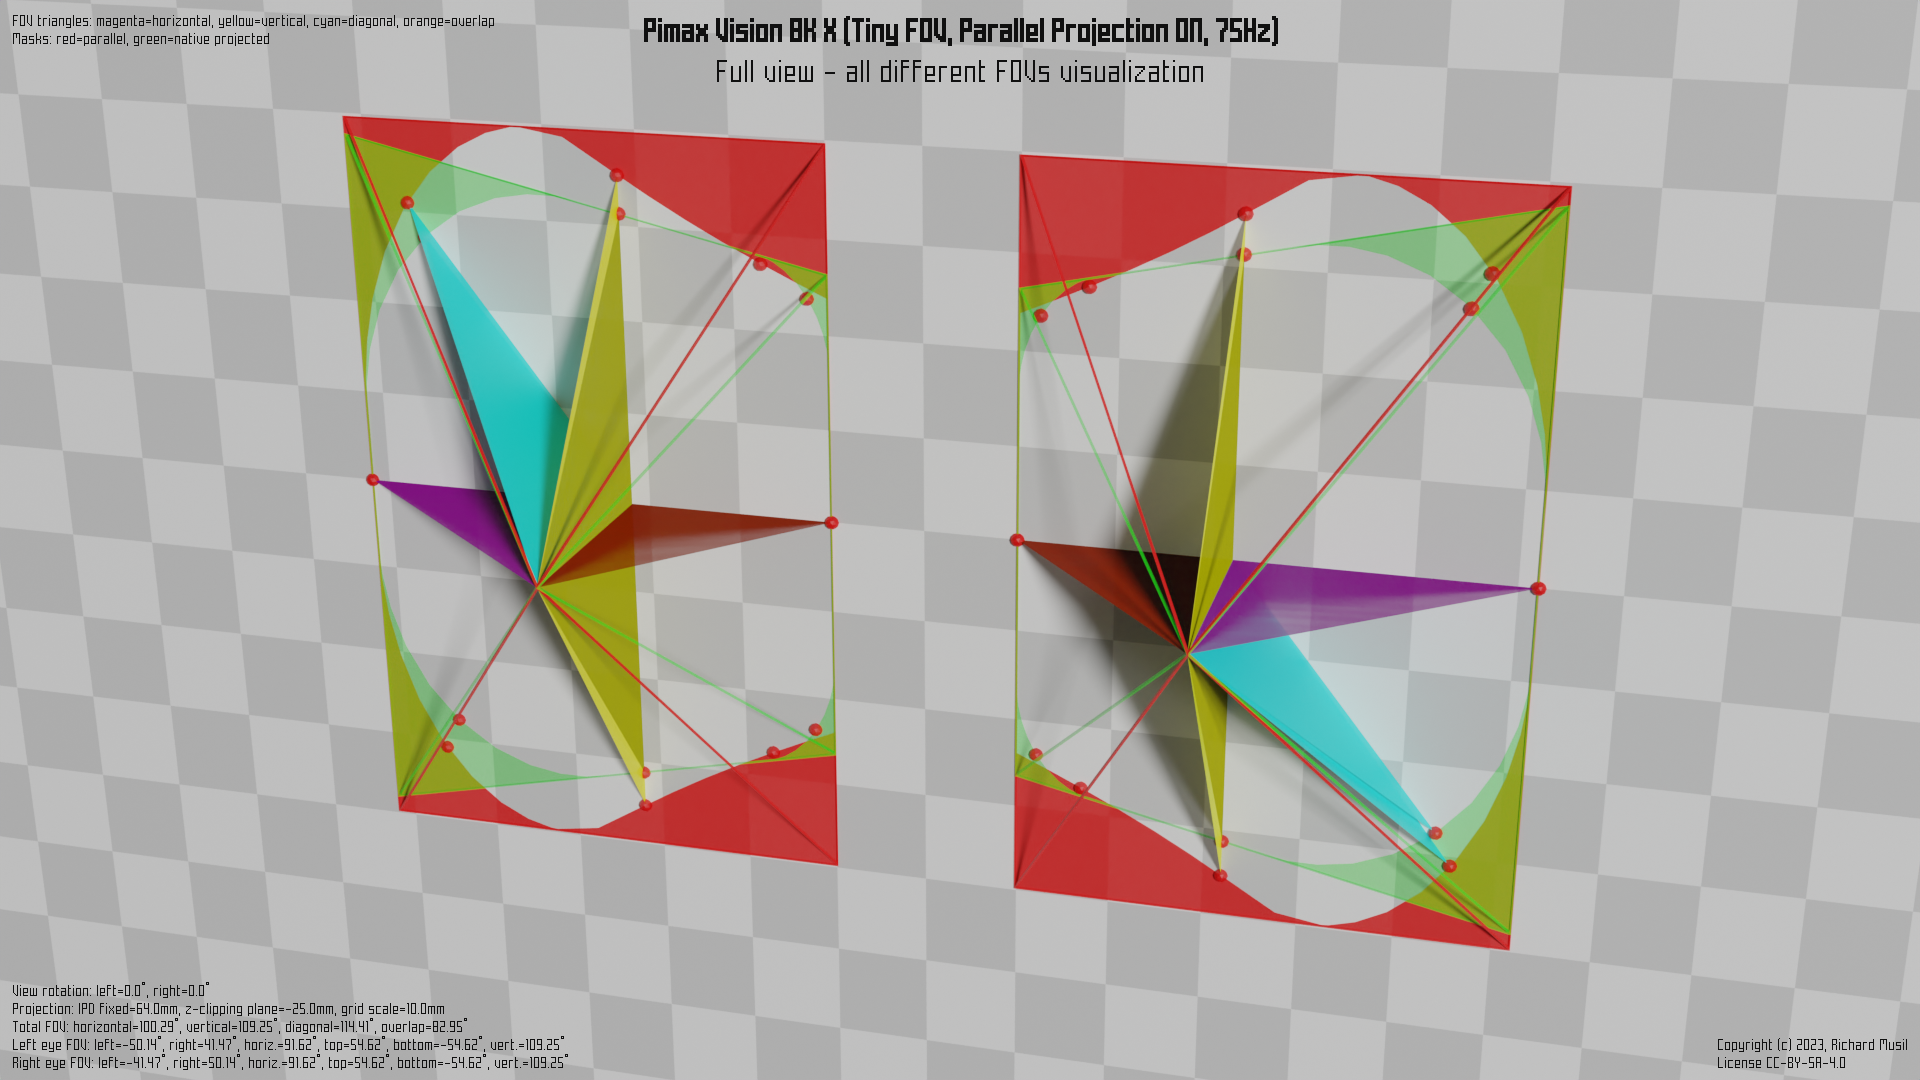 FOV triangles: magenta=horizontal, yellow=vertical, cyan=diagonal, orange=overlap
Masks: red=parallel, green=native projected
Pimax Vision 8K X (Tiny FOV, Parallel Projection ON, 75Hz)
Full view - all different FOVs visualization
View rotation: left=0.0°, right=0.0°
Projection: IPD fixed=64.0mm, z-clipping plane=-25.0mm, grid scale=10.0mm
Total FOV: horizontal=100.29°, vertical=109.25°, diagonal=114.41°, overlap=82.95°
Left eye FOV: left=-50.14°, right=41.47°, horiz.=91.62°, top=54.62°, bottom=-54.62°, vert.=109.25°
Right eye FOV: left=-41.47°, right=50.14°, horiz.=91.62°, top=54.62°, bottom=-54.62°, vert.=109.25°
Copyright (c) 2023, Richard Musil
License CC-BY-SA-4.0